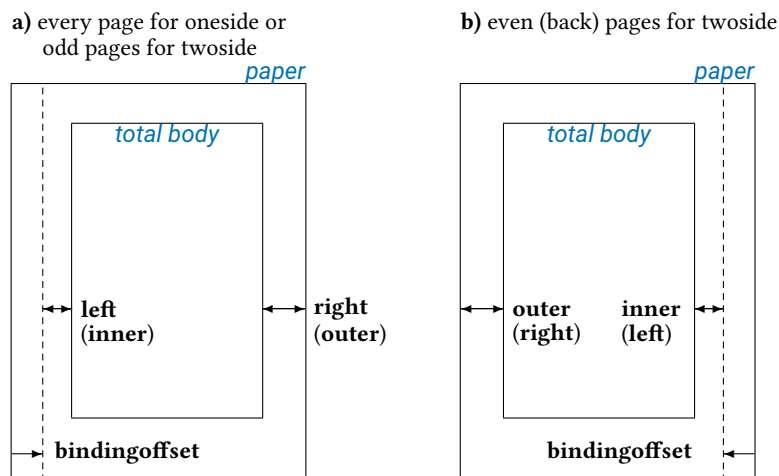 a) every page for oneside or
odd pages for twoside
paper
total body
left
(inner)
right
(outer)
bindingoffset
b) even (back) pages for twoside
paper
total body
outer
(right)
inner
(left)
bindingoffset